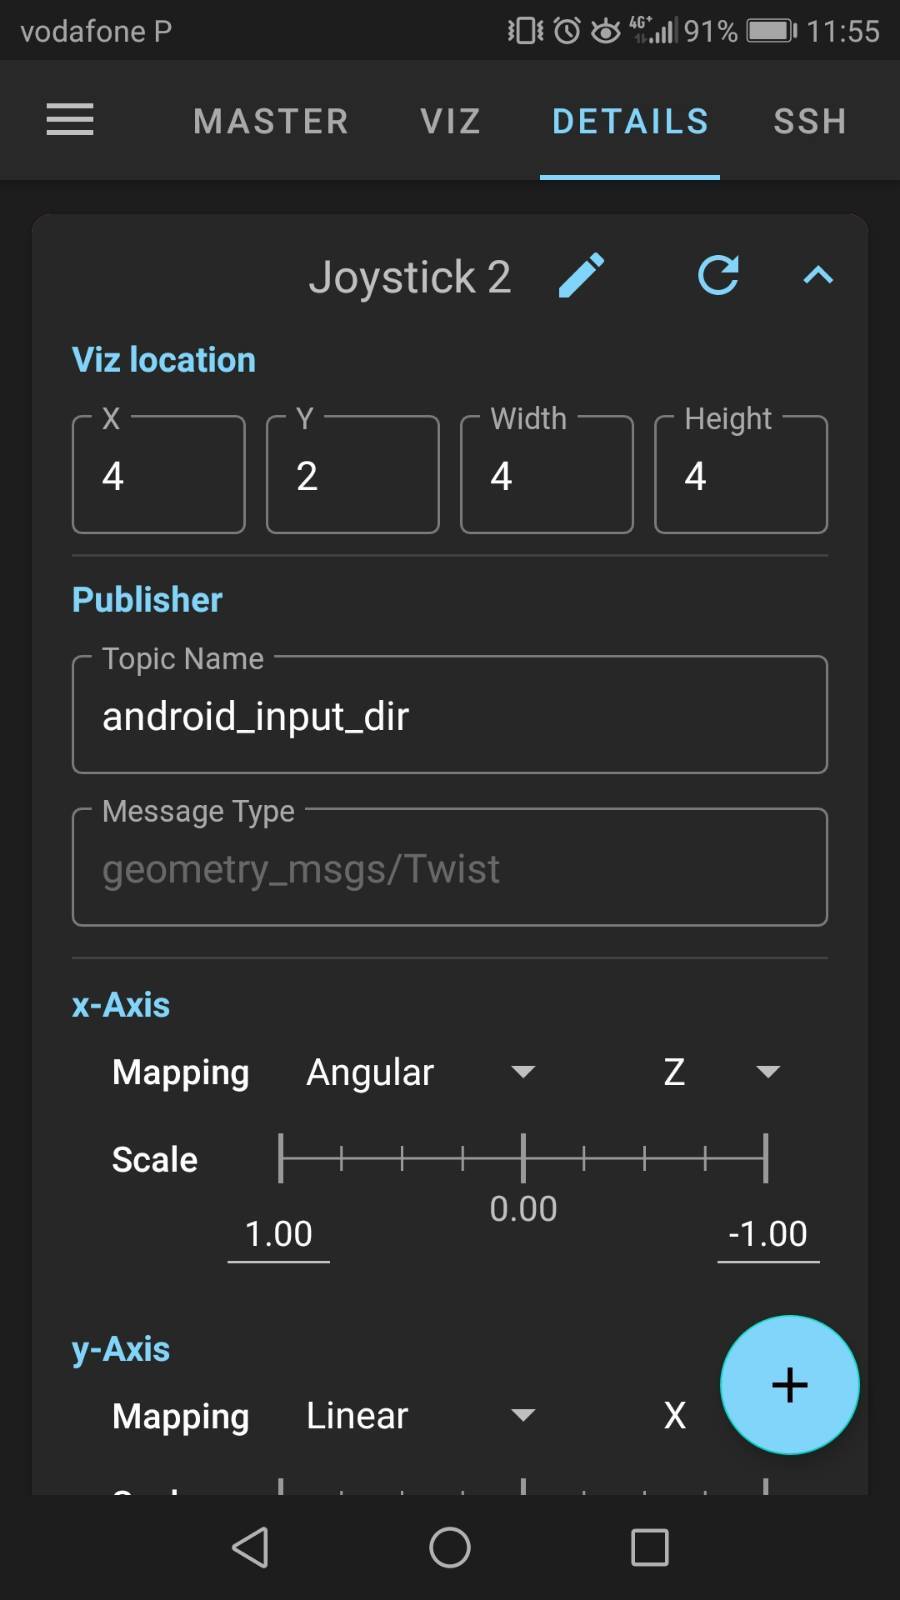 vodafone P 4G+ 91% 11:55
MASTER VIZ DETAILS SSH
Joystick 2
Viz location
X Y Width Height
4 2 4 4
Publisher
Topic Name
android_input_dir
Message Type
geometry_msgs/Twist
x-Axis
Mapping Angular Z
Scale
0.00
1.00 -1.00
y-Axis
+
Mapping Linear X